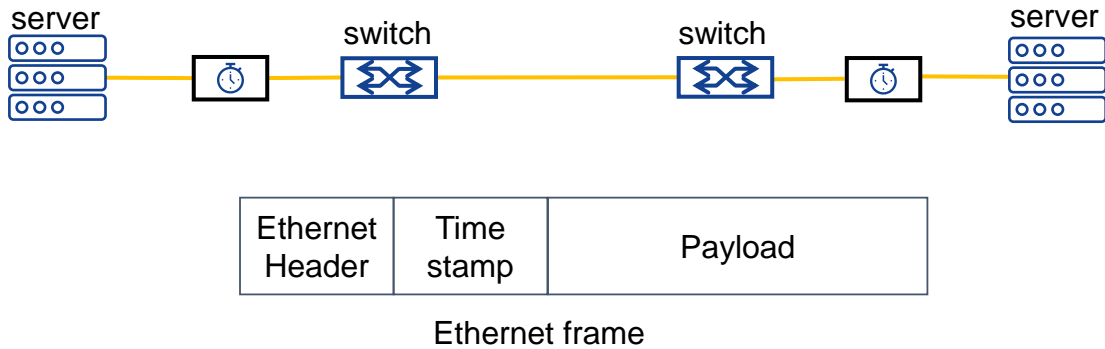 server
switch
switch
server
Ethernet
Header
Time
stamp
Payload
Ethernet frame